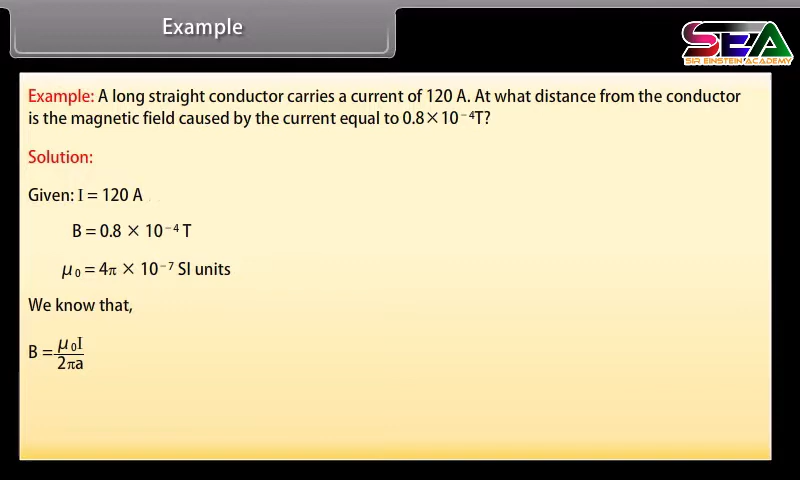 Example
SEA
SIR EINSTEIN ACADEMY
Example: A long straight conductor carries a current of 120 A. At what distance from the conductor
is the magnetic field caused by the current equal to 0.8×10⁻⁴T?
Solution:
Given: I = 120 A
B = 0.8 × 10⁻⁴ T
μ₀ = 4π × 10⁻⁷ SI units
We know that,
B = μ₀I / 2πa